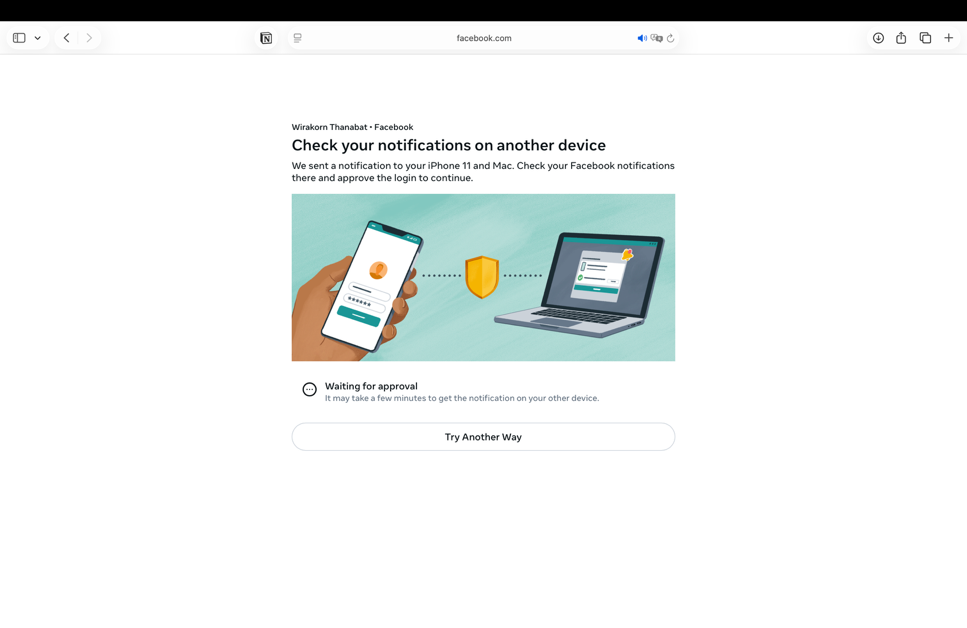 facebook.com
Wirakorn Thanabat • Facebook
Check your notifications on another device
We sent a notification to your iPhone 11 and Mac. Check your Facebook notifications
there and approve the login to continue.
Waiting for approval
It may take a few minutes to get the notification on your other device.
Try Another Way